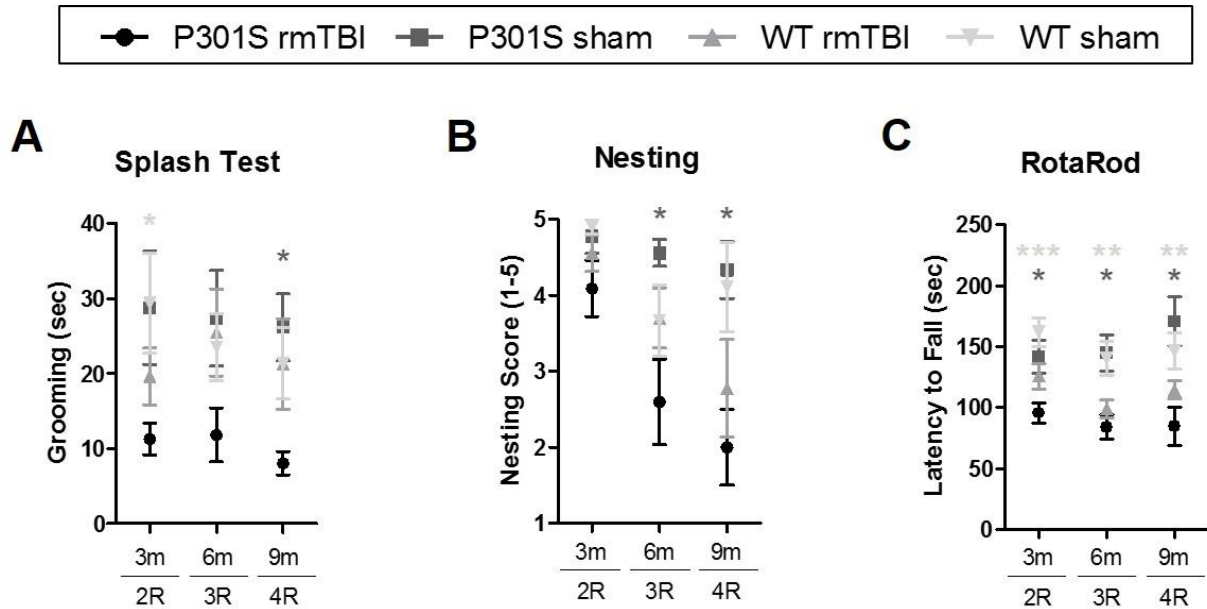 P301S rmTBI P301S sham WT rmTBI WT sham
A
Splash Test
*
*
40
30
20
10
0
Grooming (sec)
3m 6m 9m
2R 3R 4R
B
Nesting
* *
5
4
3
2
1
Nesting Score (1-5)
3m 6m 9m
2R 3R 4R
C
RotaRod
*** ** **
* * *
250
200
150
100
50
0
Latency to Fall (sec)
3m 6m 9m
2R 3R 4R